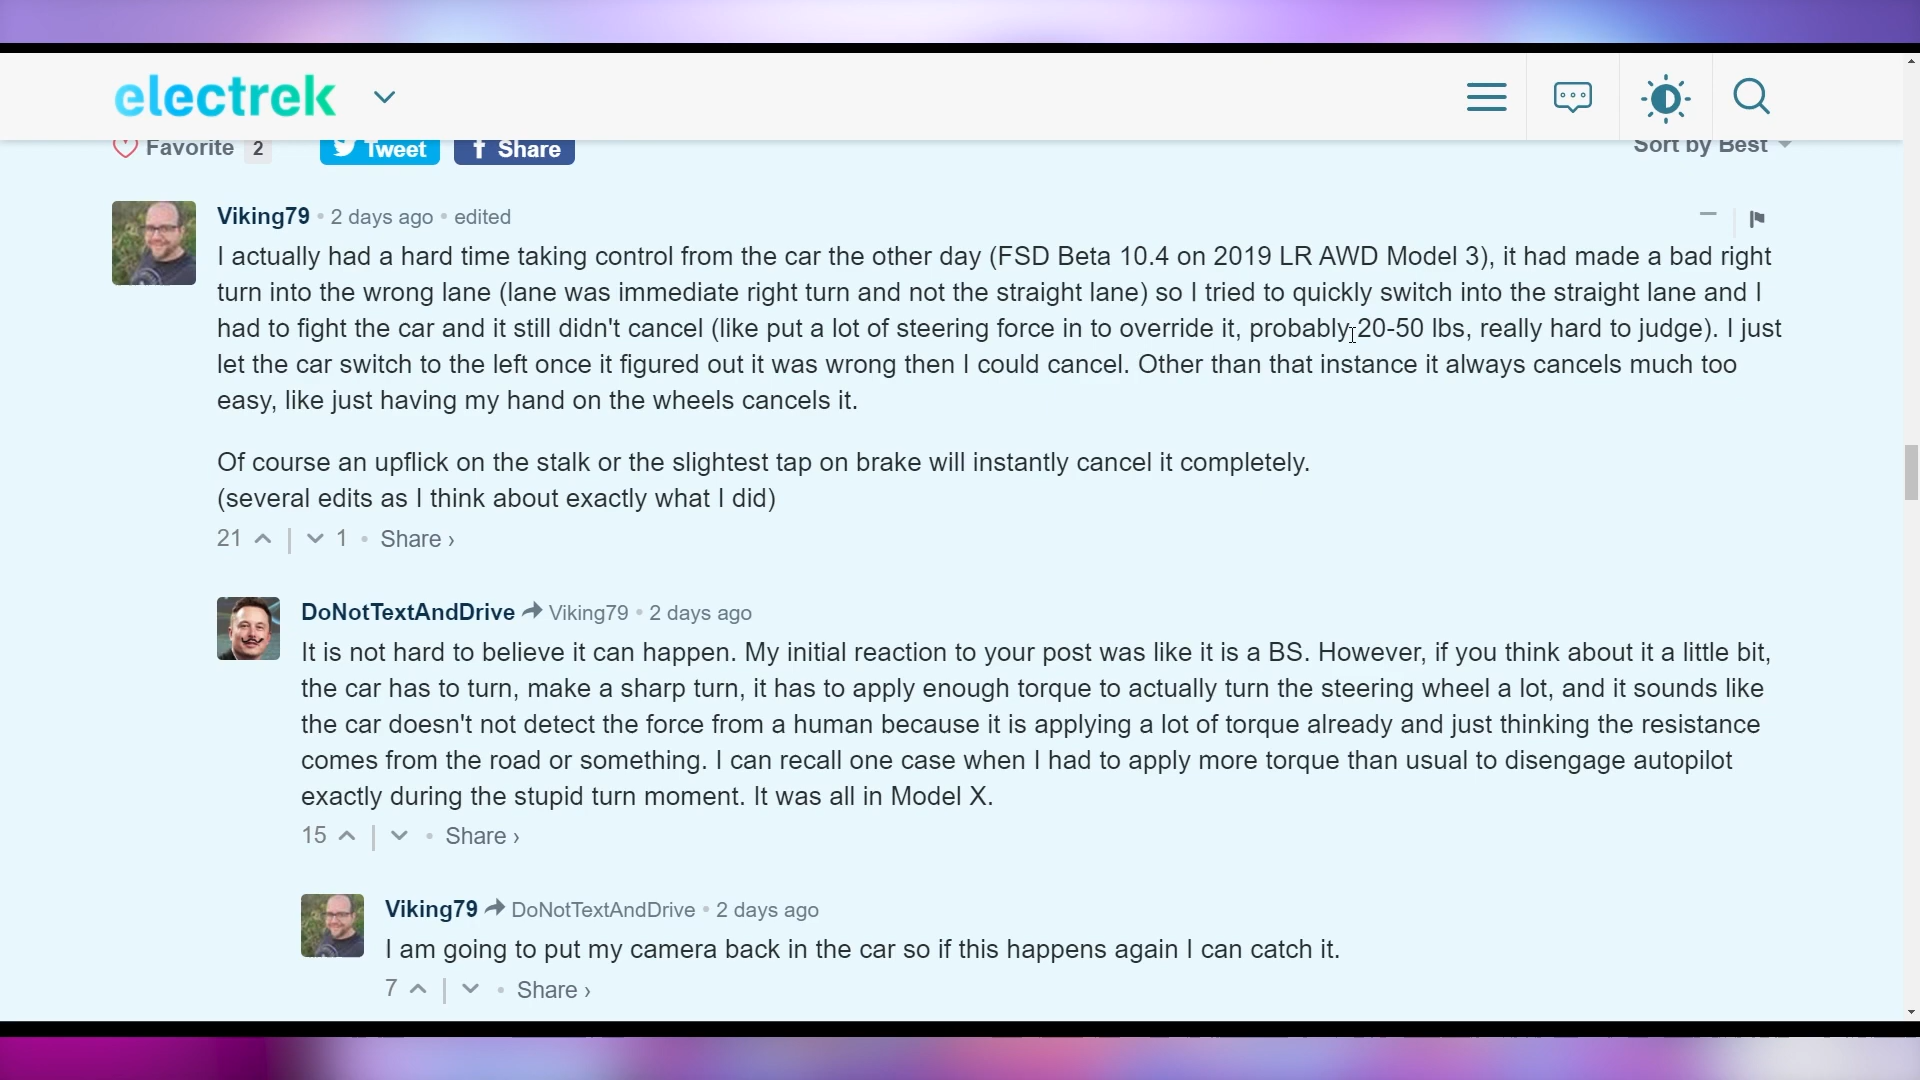 electrek
Favorite 2 Tweet f Share Sort by Best
Viking79 • 2 days ago • edited
I actually had a hard time taking control from the car the other day (FSD Beta 10.4 on 2019 LR AWD Model 3), it had made a bad right
turn into the wrong lane (lane was immediate right turn and not the straight lane) so I tried to quickly switch into the straight lane and I
had to fight the car and it still didn't cancel (like put a lot of steering force in to override it, probably 20-50 lbs, really hard to judge). I just
let the car switch to the left once it figured out it was wrong then I could cancel. Other than that instance it always cancels much too
easy, like just having my hand on the wheels cancels it.
Of course an upflick on the stalk or the slightest tap on brake will instantly cancel it completely.
(several edits as I think about exactly what I did)
21 | 1 • Share ›
DoNotTextAndDrive Viking79 • 2 days ago
It is not hard to believe it can happen. My initial reaction to your post was like it is a BS. However, if you think about it a little bit,
the car has to turn, make a sharp turn, it has to apply enough torque to actually turn the steering wheel a lot, and it sounds like
the car doesn't not detect the force from a human because it is applying a lot of torque already and just thinking the resistance
comes from the road or something. I can recall one case when I had to apply more torque than usual to disengage autopilot
exactly during the stupid turn moment. It was all in Model X.
15 | • Share ›
Viking79 DoNotTextAndDrive • 2 days ago
I am going to put my camera back in the car so if this happens again I can catch it.
7 | • Share ›